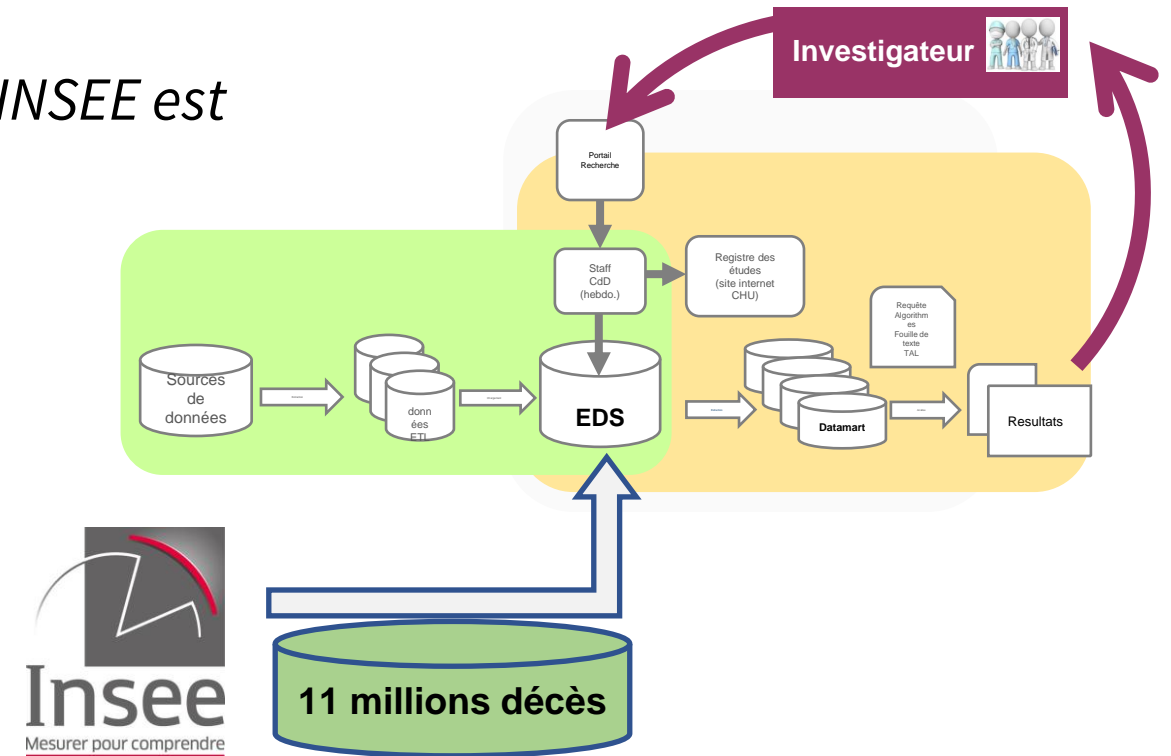 INSEE est
Investigateur
Portail
Recherche
Staff
CdD
(hebdo.)
Registre des
études
(site internet
CHU)
Requête
Algorithm
es
Fouille de
texte
TAL
Sources
de
données
donn
ées
ETL
EDS
Datamart
Resultats
Insee
Mesurer pour comprendre
11 millions décès